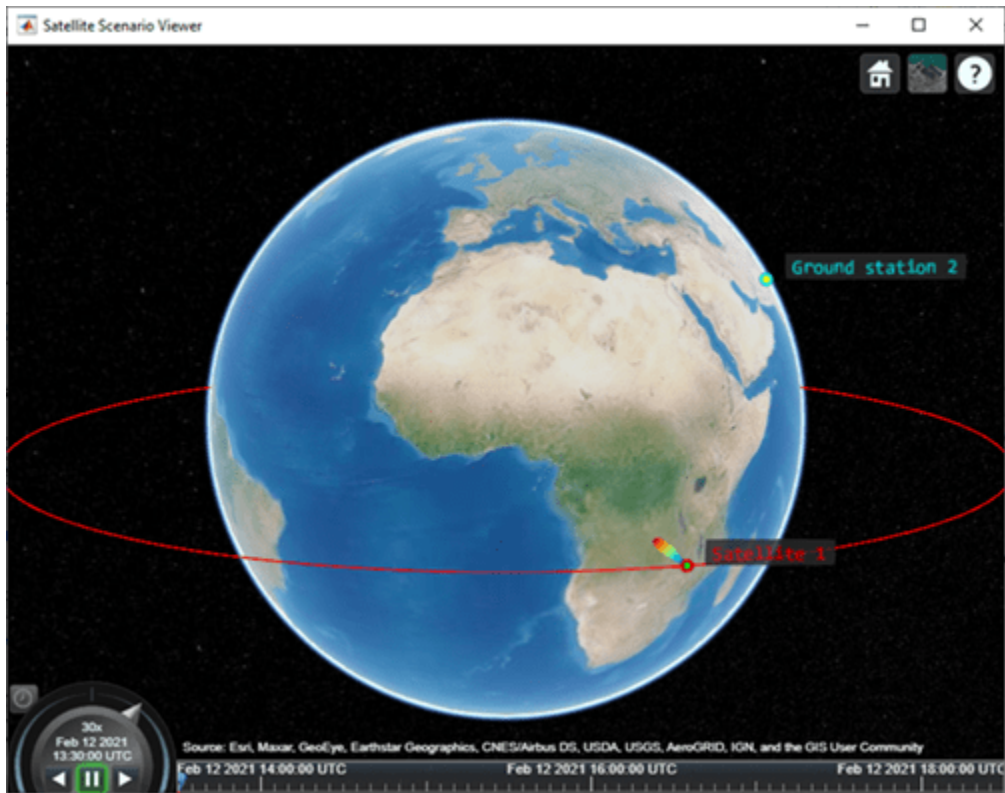 Satellite Scenario Viewer
?
Ground station 2
Satellite 1
30x
Feb 12 2021
13:30:00 UTC
Source: Esri, Maxar, GeoEye, Earthstar Geographics, CNES/Airbus DS, USDA, USGS, AeroGRID, IGN, and the GIS User Community
Feb 12 2021 14:00:00 UTC Feb 12 2021 16:00:00 UTC Feb 12 2021 18:00:00 UTC